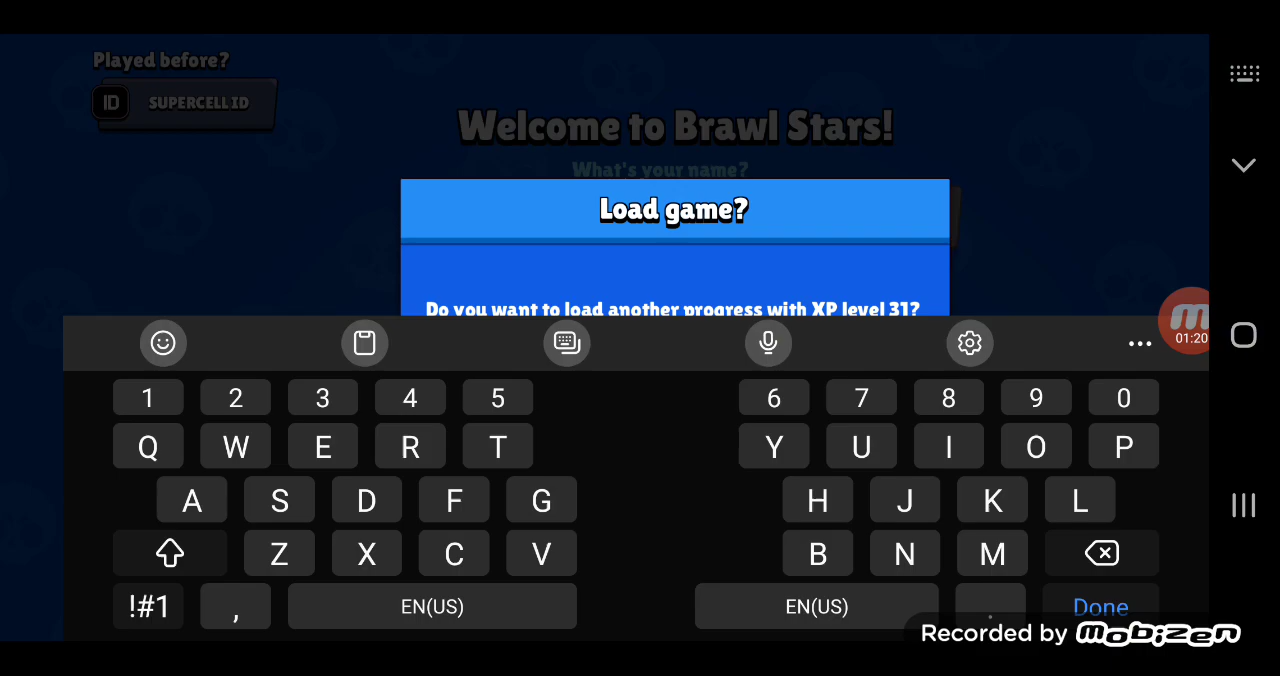 Played before?
ID SUPERCELL ID
Welcome to Brawl Stars!
What's your name?
Load game?
Do you want to load another progress with XP level 31?
01:20
1 2 3 4 5 6 7 8 9 0
Q W E R T Y U I O P
A S D F G H J K L
Z X C V B N M
!#1 , EN(US) EN(US) . Done
Recorded by mobizen